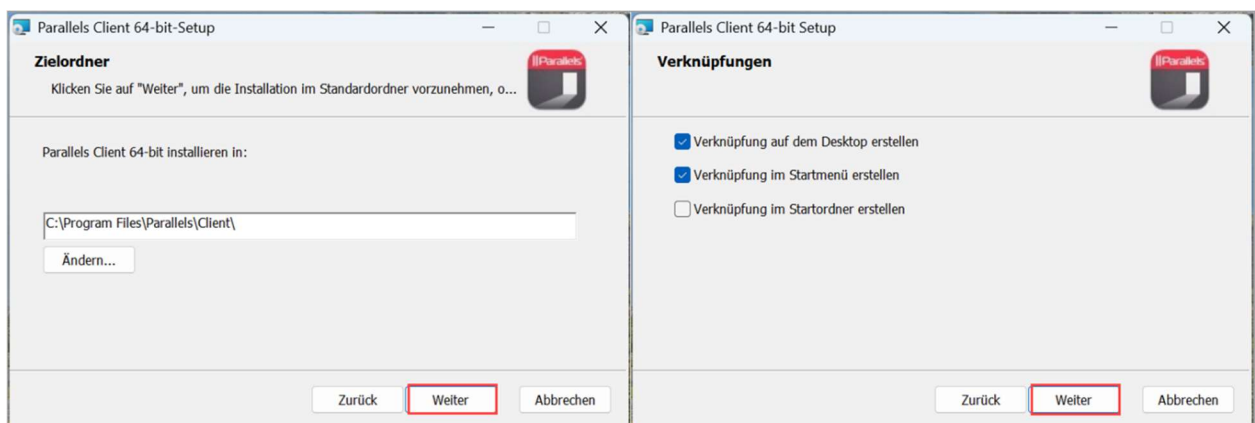 Parallels Client 64-bit-Setup
Zielordner
||Parallels
Klicken Sie auf "Weiter", um die Installation im Standardordner vorzunehmen, o...
Parallels Client 64-bit installieren in:
C:\Program Files\Parallels\Client\
Ändern...
Zurück
Weiter
Abbrechen
Parallels Client 64-bit Setup
Verknüpfungen
||Parallels
Verknüpfung auf dem Desktop erstellen
Verknüpfung im Startmenü erstellen
Verknüpfung im Startordner erstellen
Zurück
Weiter
Abbrechen